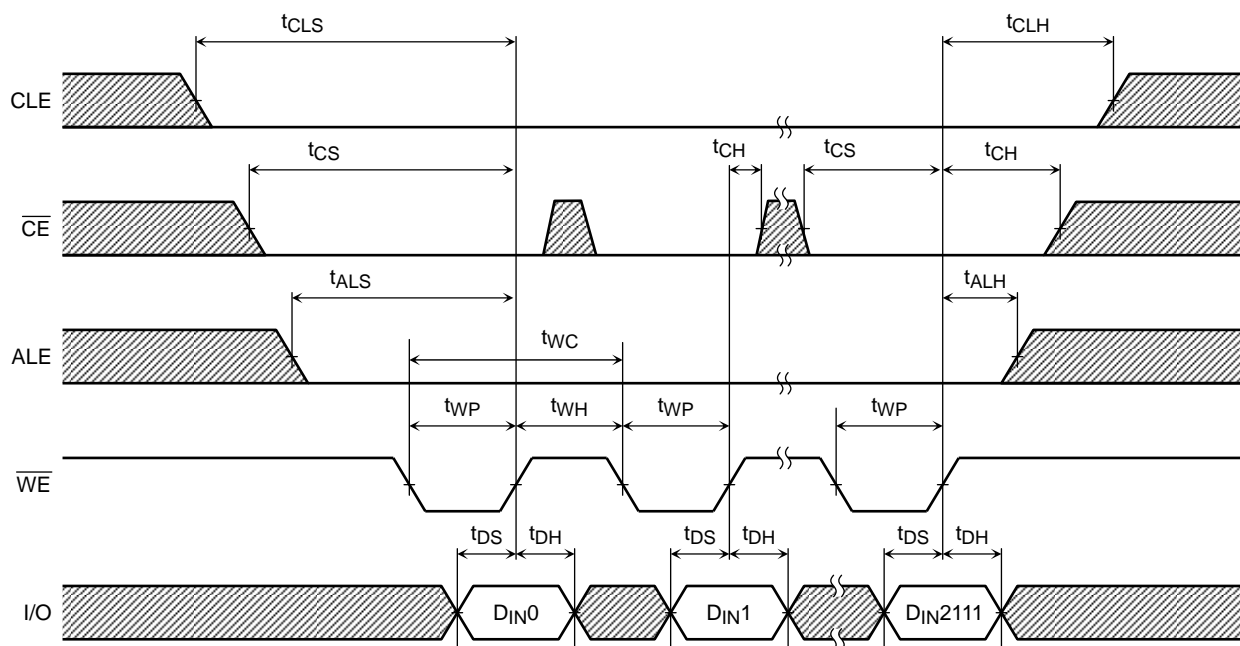 tCLS tCLH
CLE
tCS tCH tCS tCH
CE
tALS tALH
tWC
ALE
tWP tWH tWP tWP
WE
tDS tDH tDS tDH tDS tDH
I/O DIN0 DIN1 DIN2111